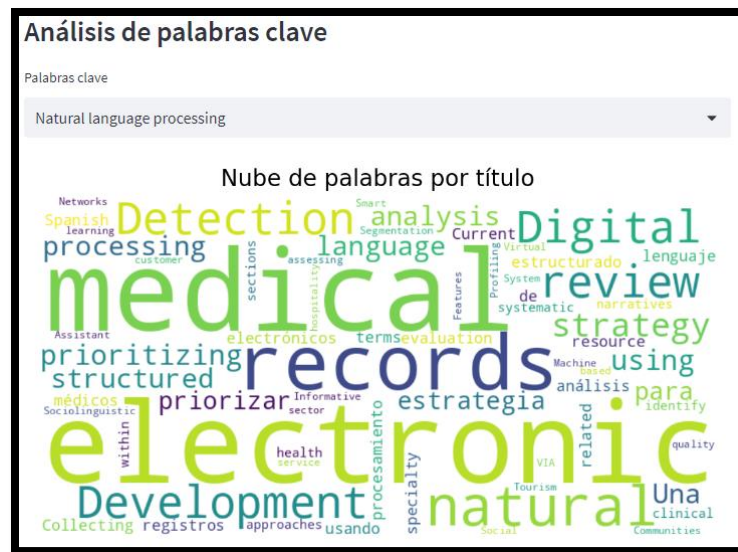 Análisis de palabras clave
Palabras clave
Natural language processing
Nube de palabras por título
Networks
Smart
Spanish
Detection
analysis
Digital
learning
Segmentation
Current
processing
language
Virtual
lenguaje
customer
assessing
sections
estructurado
medical
hospitality
Features
Profiling
System
de
review
systematic
narratives
Assistant
electrónicos
terms
evaluation
strategy
resource
prioritizing
records
Machine
using
structured
based
análisis
para
médicos
priorizar
Informative
estrategia
identify
Sociolinguistic
sector
electronic
within
health
service
procesamiento
related
quality
specialty
VIA
Development
natural
Tourism
Una
clinical
Collecting
registros
approaches
usando
Social
Communities